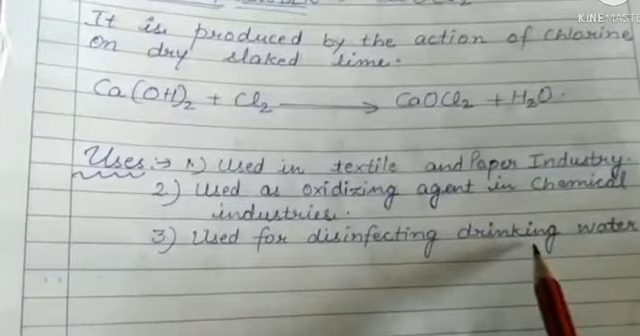 KINEMASTER
It is produced by the action of chlorine
on dry slaked lime.
Ca(OH)₂ + Cl₂ ⟶ CaOCl₂ + H₂O.
Uses :→ 1.) Used in textile and Paper Industry.
2) Used as oxidizing agent in Chemical
industries.
3) Used for disinfecting drinking water